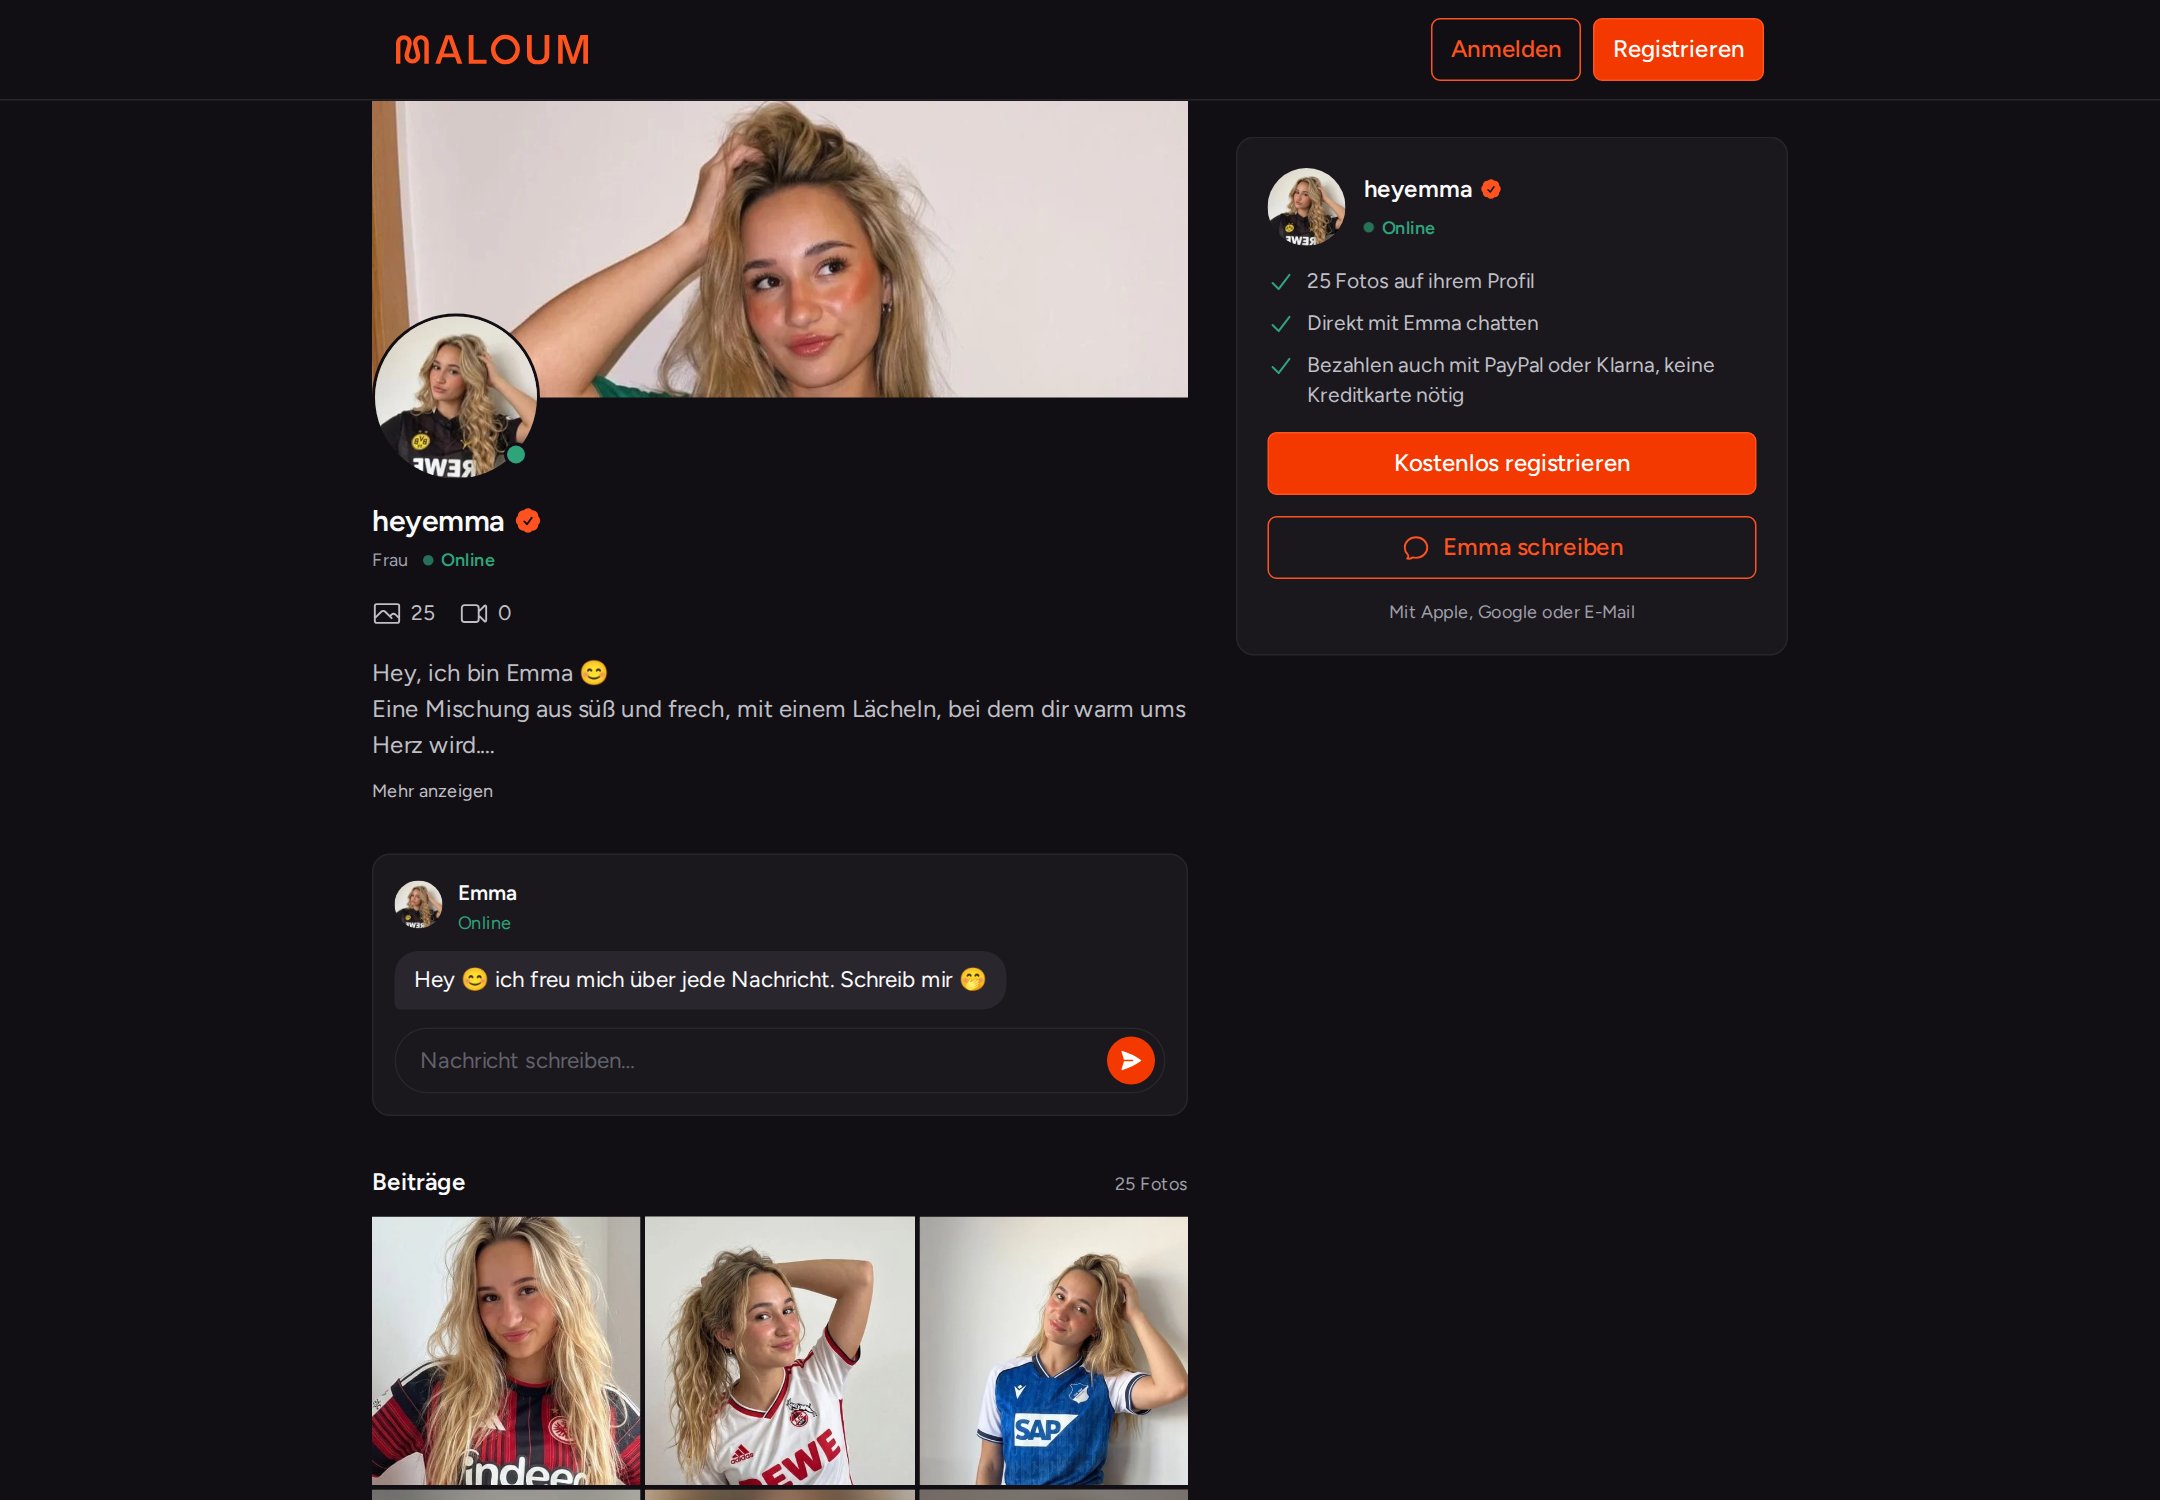 MALOUM
Anmelden
Registrieren
BVB
REWE
heyemma
Frau
Online
25
0
Hey, ich bin Emma 😊
Eine Mischung aus süß und frech, mit einem Lächeln, bei dem dir warm ums
Herz wird....
Mehr anzeigen
Emma
Online
Hey 😊 ich freu mich über jede Nachricht. Schreib mir 🤭
Nachricht schreiben...
Beiträge
25 Fotos
indeed
adidas
REWE
SAP
heyemma
Online
25 Fotos auf ihrem Profil
Direkt mit Emma chatten
Bezahlen auch mit PayPal oder Klarna, keine
Kreditkarte nötig
Kostenlos registrieren
Emma schreiben
Mit Apple, Google oder E-Mail